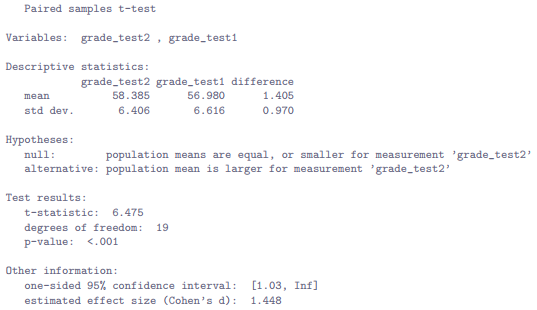 Paired samples t-test
Variables: grade_test2 , grade_test1
Descriptive statistics:
grade_test2 grade_test1 difference
mean 58.385 56.980 1.405
std dev. 6.406 6.616 0.970
Hypotheses:
null: population means are equal, or smaller for measurement ’grade_test2’
alternative: population mean is larger for measurement ’grade_test2’
Test results:
t-statistic: 6.475
degrees of freedom: 19
p-value: <.001
Other information:
one-sided 95% confidence interval: [1.03, Inf]
estimated effect size (Cohen’s d): 1.448